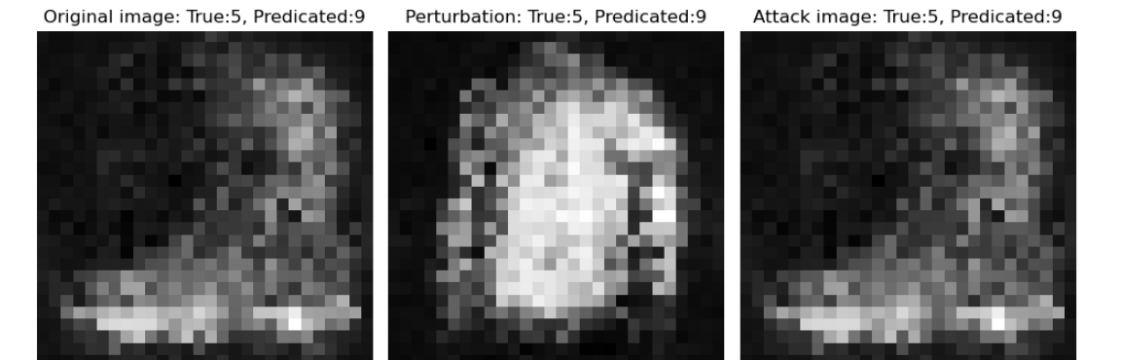 Original image: True:5, Predicated:9
Perturbation: True:5, Predicated:9
Attack image: True:5, Predicated:9